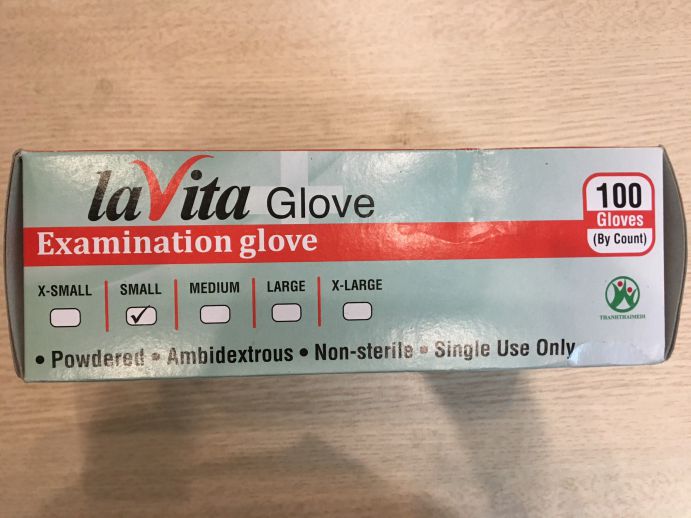 laVita Glove
100
Gloves
(By Count)
Examination glove
X-SMALL
SMALL
MEDIUM
LARGE
X-LARGE
THANHTHAIMEDI
• Powdered • Ambidextrous • Non-sterile • Single Use Only